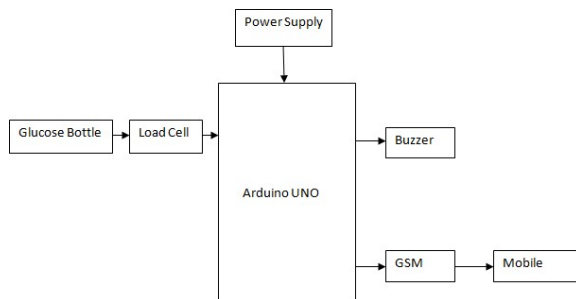 Power Supply
Glucose Bottle
Load Cell
Arduino UNO
Buzzer
GSM
Mobile